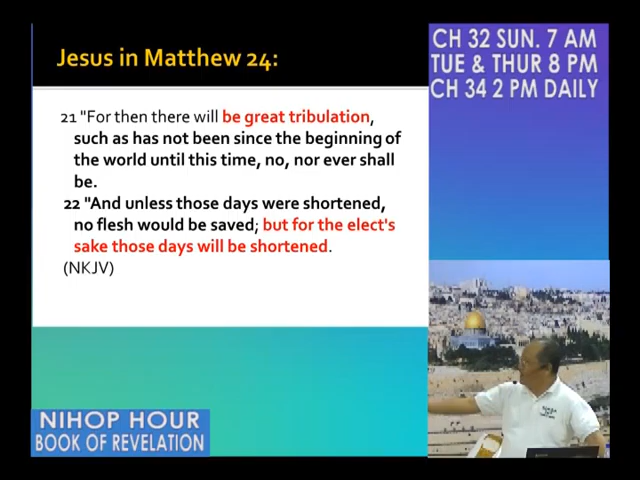 Jesus in Matthew 24:
CH 32 SUN. 7 AM
TUE & THUR 8 PM
CH 34 2 PM DAILY
21 "For then there will be great tribulation,
such as has not been since the beginning of
the world until this time, no, nor ever shall
be.
22 "And unless those days were shortened,
no flesh would be saved; but for the elect's
sake those days will be shortened.
(NKJV)
NIHOP HOUR
BOOK OF REVELATION